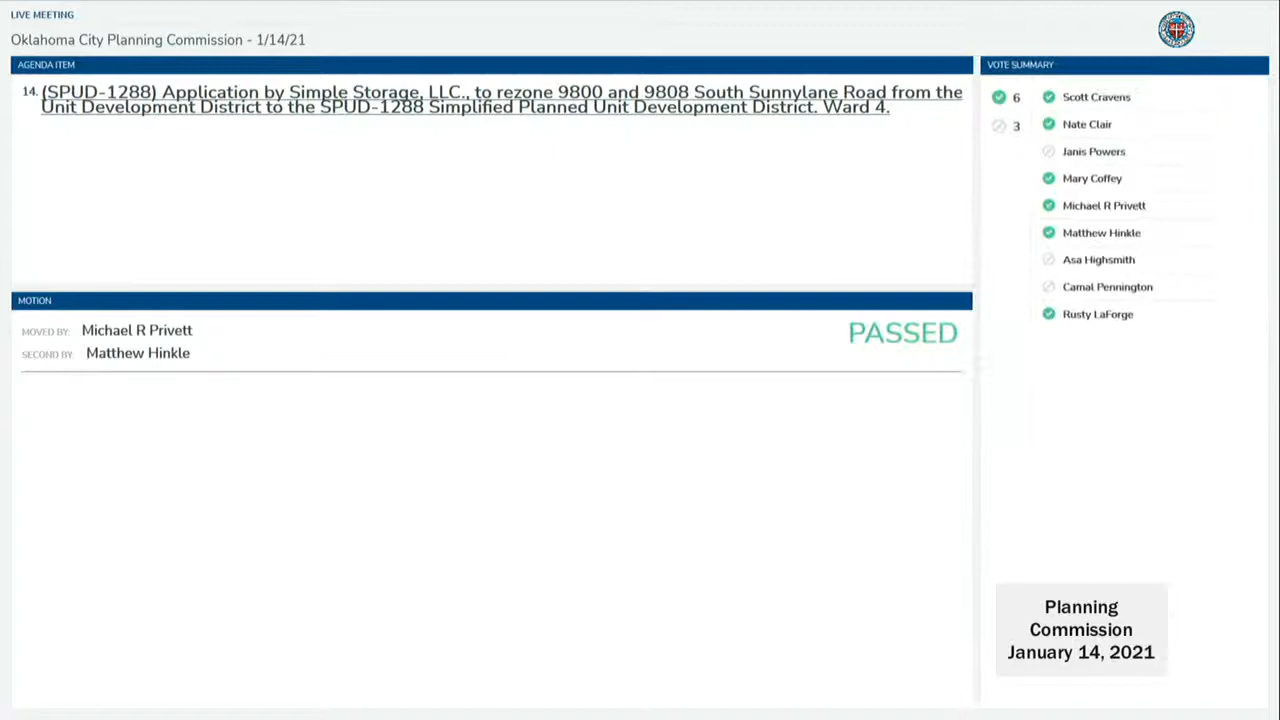 LIVE MEETING
Oklahoma City Planning Commission - 1/14/21
AGENDA ITEM
14. (SPUD-1288) Application by Simple Storage, LLC., to rezone 9800 and 9808 South Sunnylane Road from the
Unit Development District to the SPUD-1288 Simplified Planned Unit Development District. Ward 4.
MOTION
MOVED BY: Michael R Privett
SECOND BY: Matthew Hinkle
PASSED
VOTE SUMMARY
6
3
Scott Cravens
Nate Clair
Janis Powers
Mary Coffey
Michael R Privett
Matthew Hinkle
Asa Highsmith
Camal Pennington
Rusty LaForge
Planning
Commission
January 14, 2021